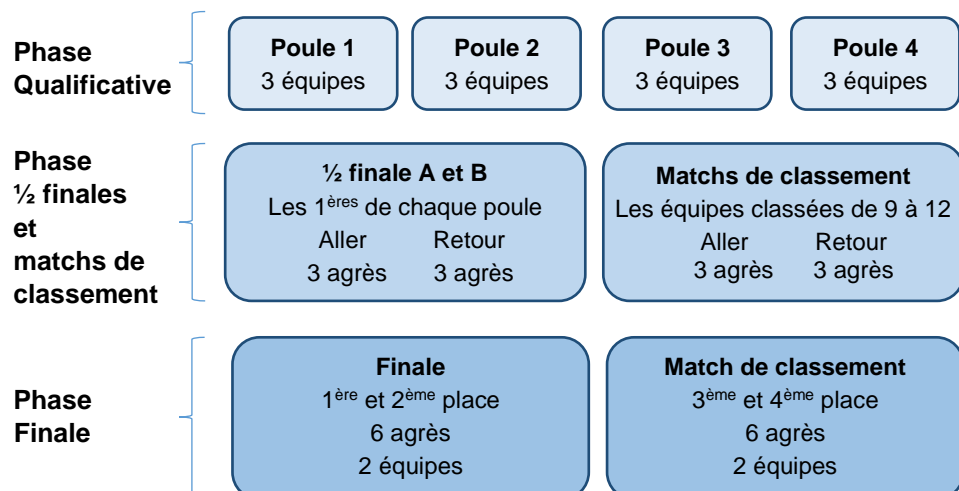 Phase
Qualificative
Poule 1
3 équipes
Poule 2
3 équipes
Poule 3
3 équipes
Poule 4
3 équipes
Phase
½ finales
et
matchs de
classement
½ finale A et B
Les 1ères de chaque poule
Aller Retour
3 agrès 3 agrès
Matchs de classement
Les équipes classées de 9 à 12
Aller Retour
3 agrès 3 agrès
Phase
Finale
Finale
1ère et 2ème place
6 agrès
2 équipes
Match de classement
3ème et 4ème place
6 agrès
2 équipes